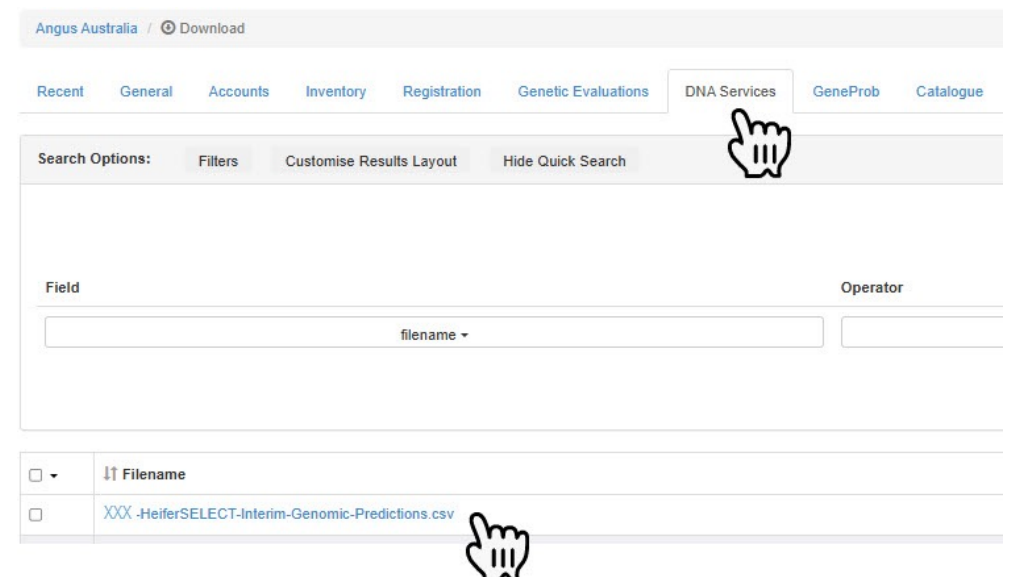 Angus Australia / Download
Recent General Accounts Inventory Registration Genetic Evaluations DNA Services GeneProb Catalogue
Search Options: Filters Customise Results Layout Hide Quick Search
Field Operator
filename
Filename
XXX -HeiferSELECT-Interim-Genomic-Predictions.csv